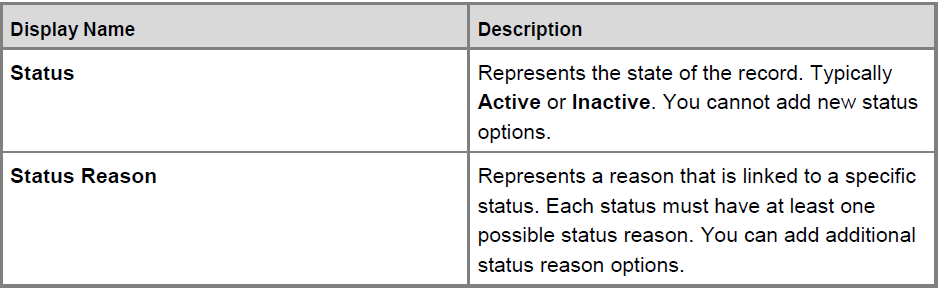 Display Name
Description
Status
Represents the state of the record. Typically
Active or Inactive. You cannot add new status
options.
Status Reason
Represents a reason that is linked to a specific
status. Each status must have at least one
possible status reason. You can add additional
status reason options.